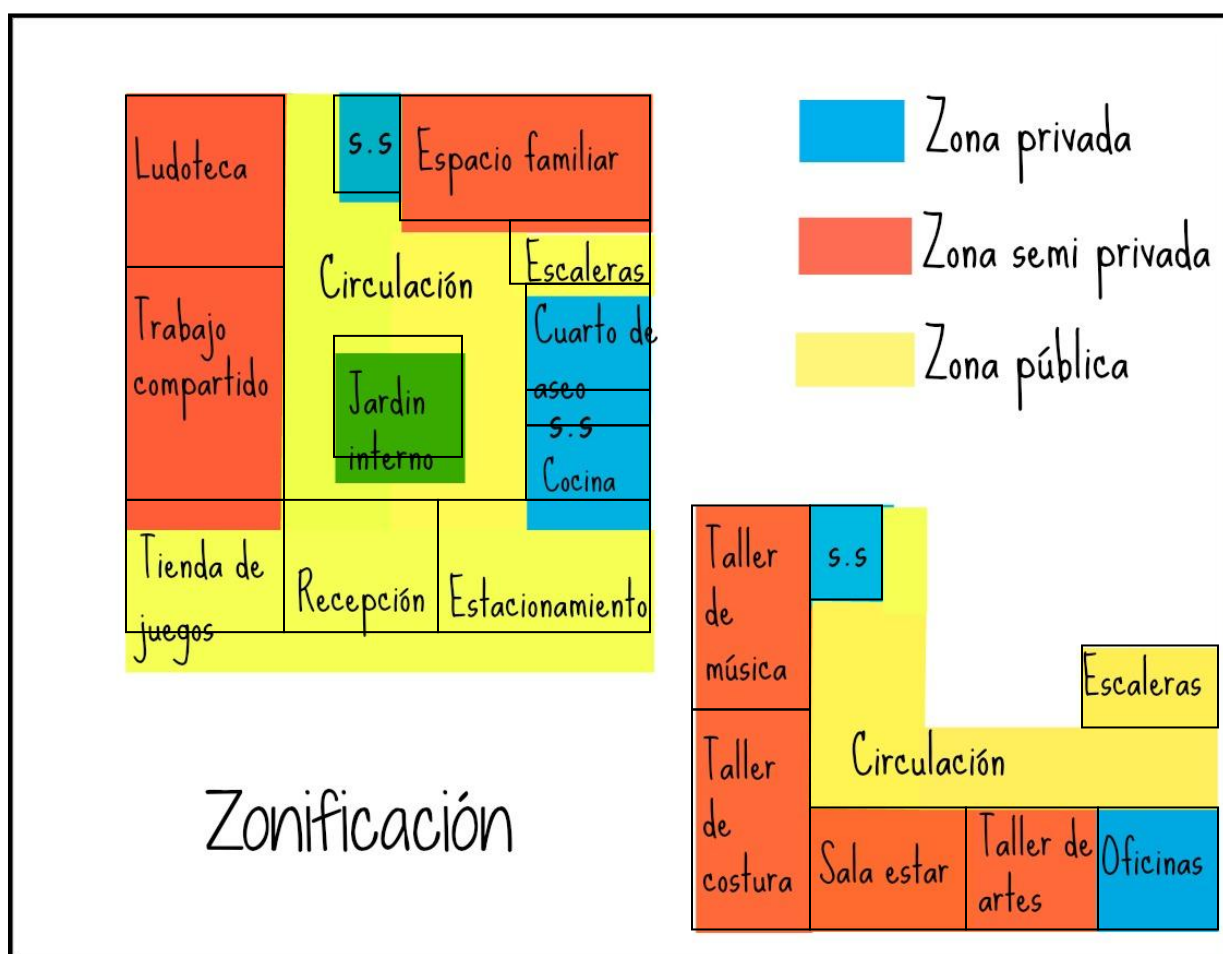 Ludoteca
s.s
Espacio familiar
Circulación
Escaleras
Trabajo
compartido
Cuarto de
aseo
s.s
Cocina
Jardin
interno
Tienda de
juegos
Recepción
Estacionamiento
Zona privada
Zona semi privada
Zona pública
Taller
de
música
s.s
Escaleras
Circulación
Taller
de
costura
Sala estar
Taller de
artes
Oficinas
Zonificación